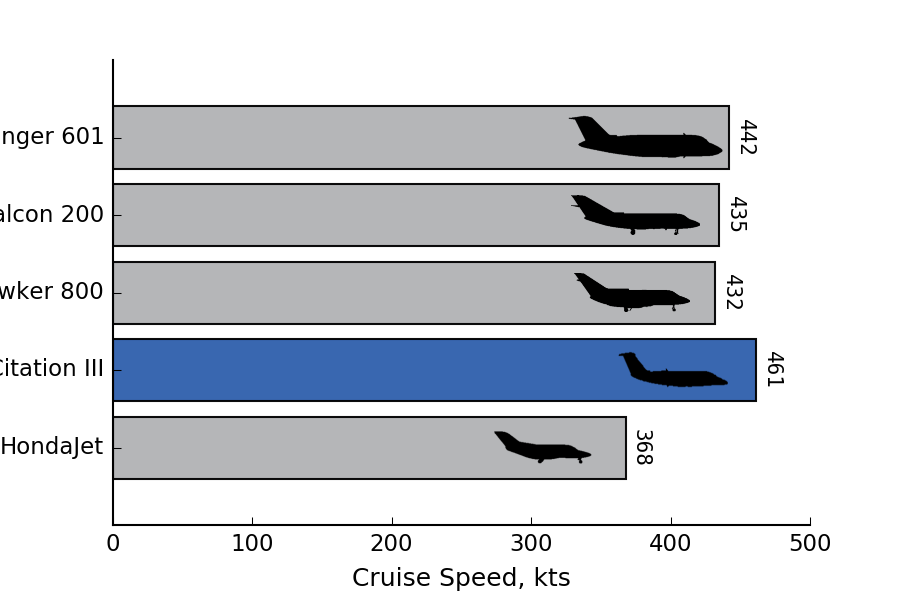 nger 601
442
alcon 200
435
wker 800
432
Citation III
461
HondaJet
368
0 100 200 300 400 500
Cruise Speed, kts